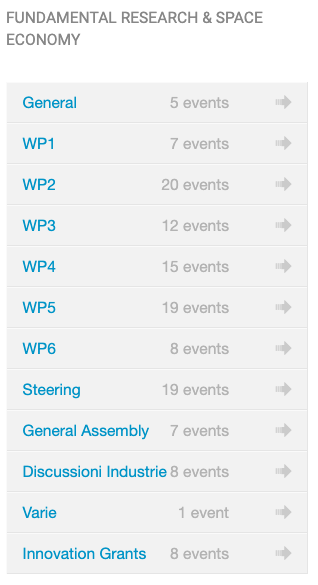 FUNDAMENTAL RESEARCH & SPACE
ECONOMY
General 5 events
WP1 7 events
WP2 20 events
WP3 12 events
WP4 15 events
WP5 19 events
WP6 8 events
Steering 19 events
General Assembly 7 events
Discussioni Industrie 8 events
Varie 1 event
Innovation Grants 8 events